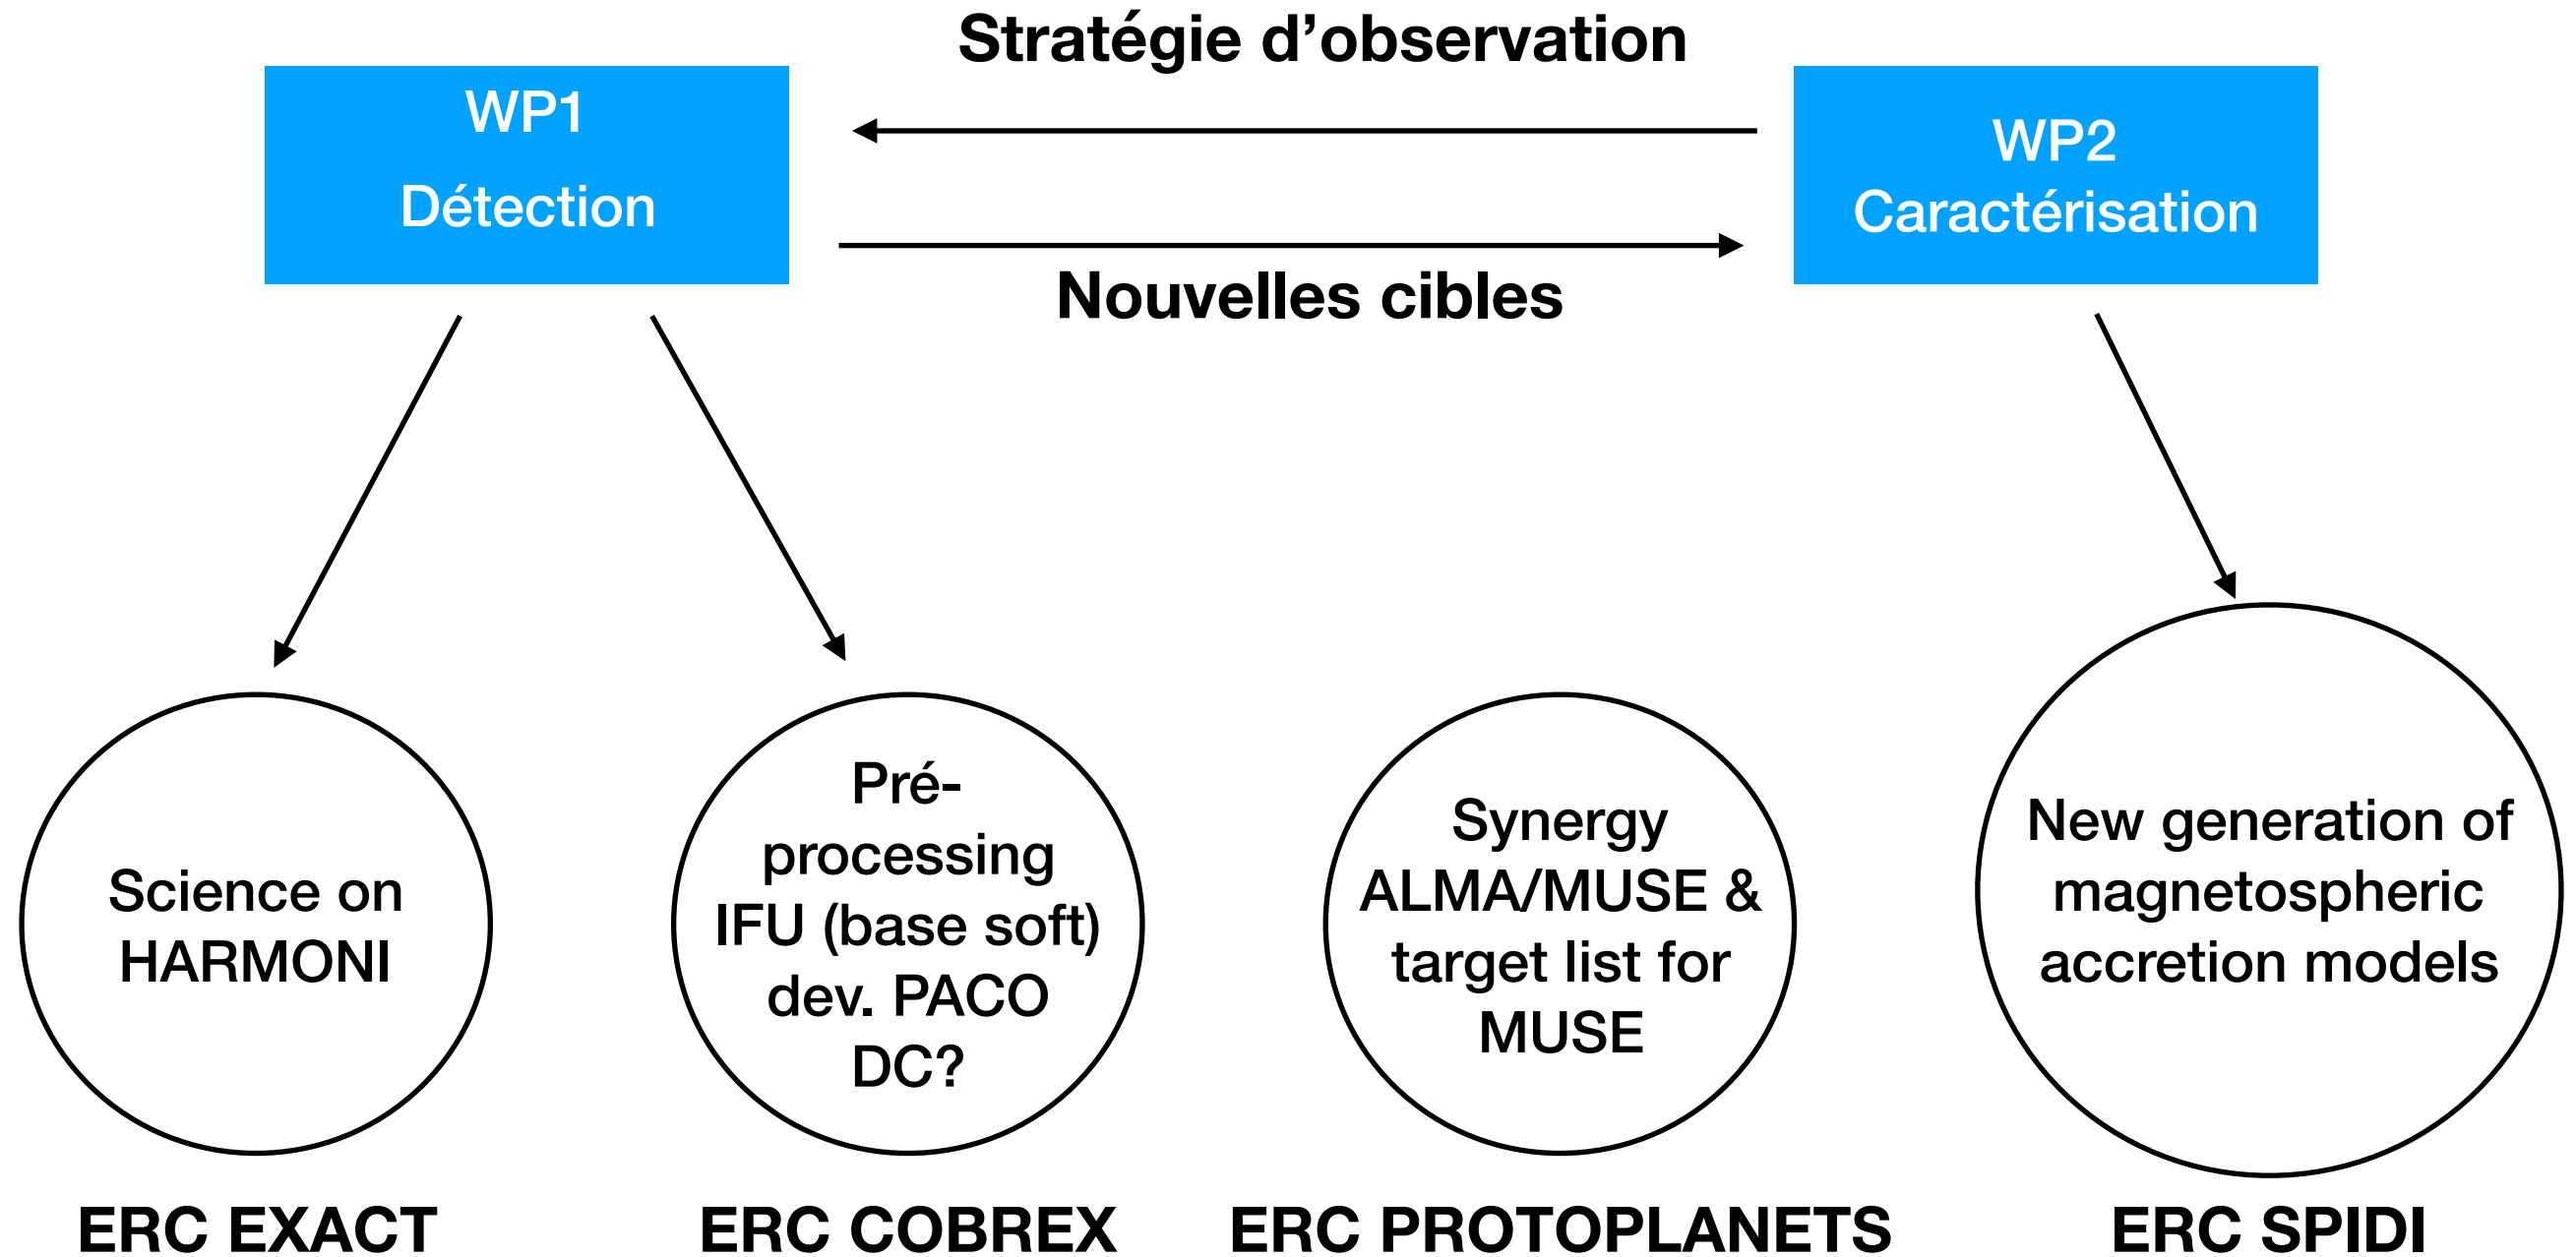 Stratégie d’observation
WP1
Détection
WP2
Caractérisation
Nouvelles cibles
Science on
HARMONI
Pré-
processing
IFU (base soft)
dev. PACO
DC?
Synergy
ALMA/MUSE &
target list for
MUSE
New generation of
magnetospheric
accretion models
ERC EXACT
ERC COBREX
ERC PROTOPLANETS
ERC SPIDI